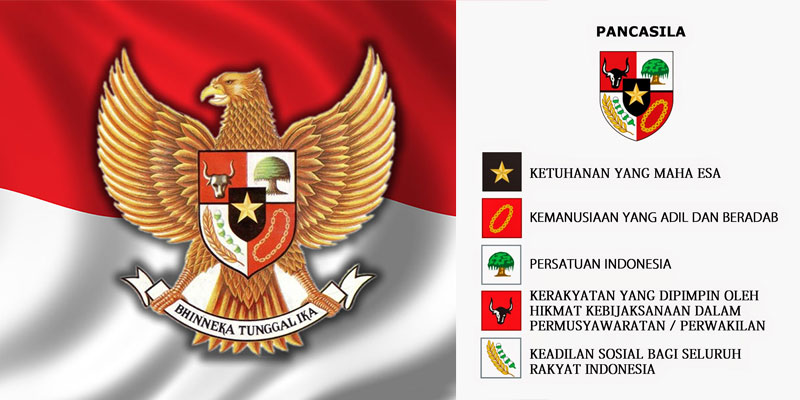 BHINNEKA TUNGGAL IKA
PANCASILA
KETUHANAN YANG MAHA ESA
KEMANUSIAAN YANG ADIL DAN BERADAB
PERSATUAN INDONESIA
KERAKYATAN YANG DIPIMPIN OLEH
HIKMAT KEBIJAKSANAAN DALAM
PERMUSYAWARATAN / PERWAKILAN
KEADILAN SOSIAL BAGI SELURUH
RAKYAT INDONESIA